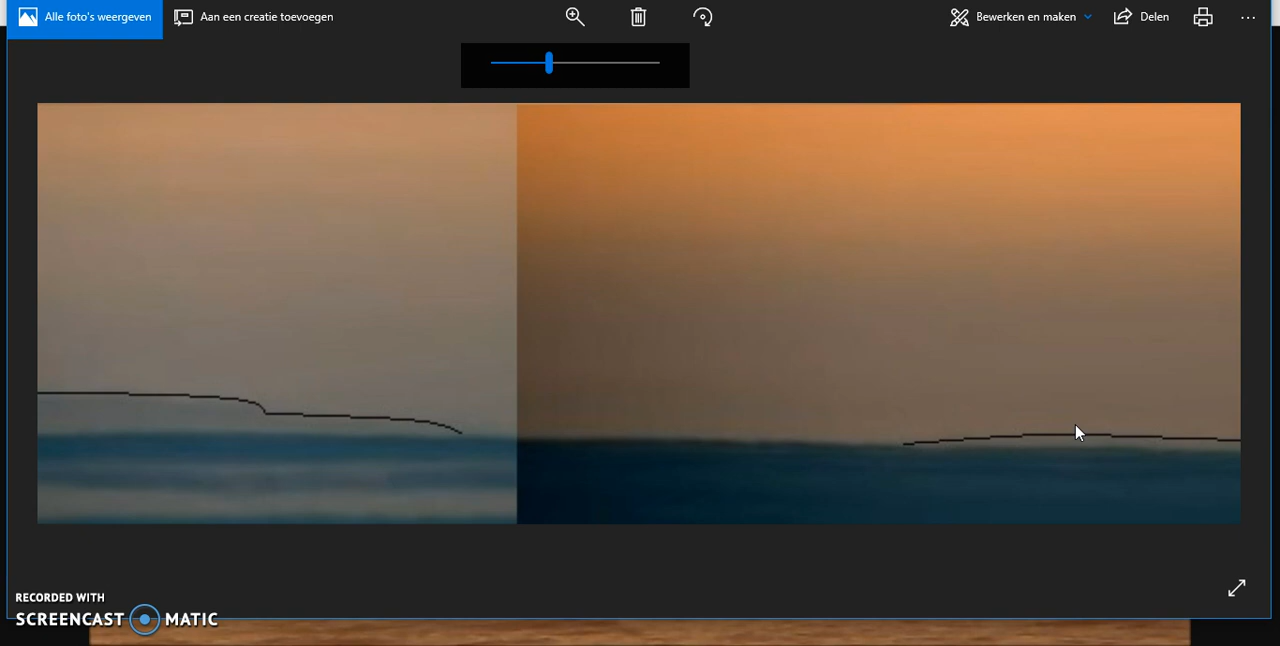 Alle foto's weergeven
Aan een creatie toevoegen
Bewerken en maken
Delen
RECORDED WITH
SCREENCAST MATIC